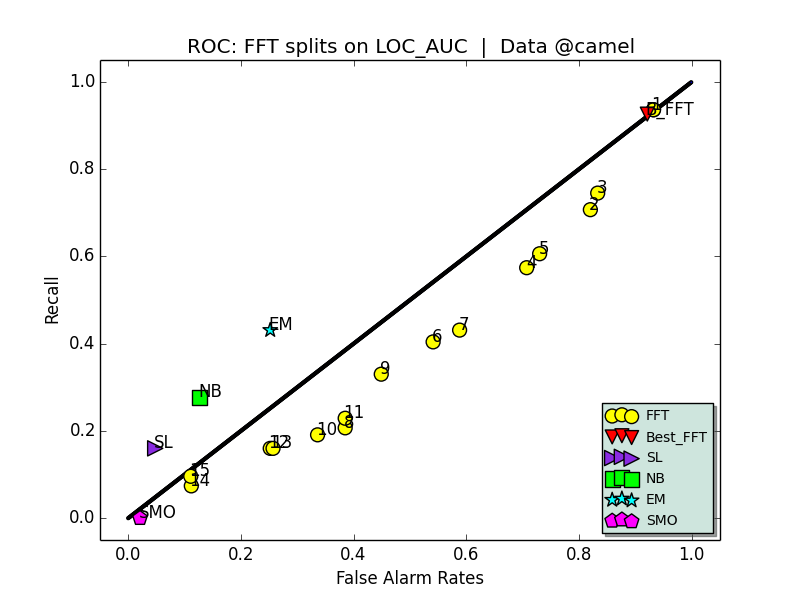 ROC: FFT splits on LOC_AUC | Data @camel
1.0
0.8
0.6
0.4
0.2
0.0
Recall
1
B_FFT
3
2
5
4
7
6
EM
9
NB
11
8
10
SL
12
13
15
14
SMO
FFT
Best_FFT
SL
NB
EM
SMO
0.0 0.2 0.4 0.6 0.8 1.0
False Alarm Rates